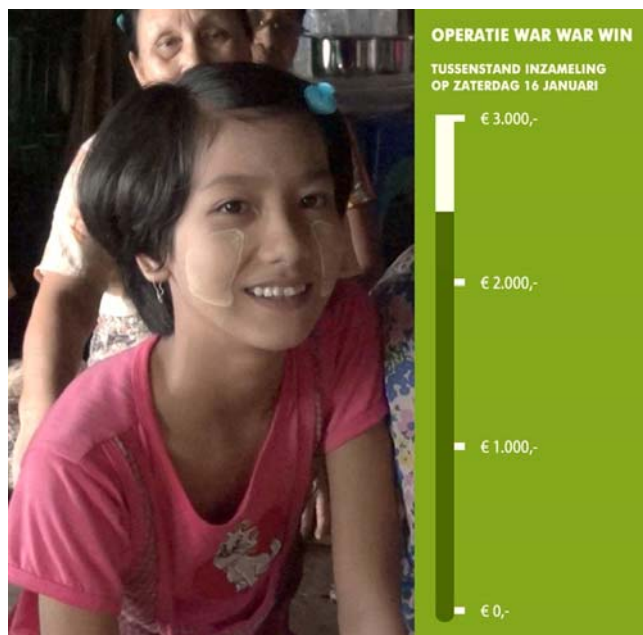 OPERATIE WAR WAR WIN
TUSSENSTAND INZAMELING
OP ZATERDAG 16 JANUARI
€ 3.000,-
€ 2.000,-
€ 1.000,-
€ 0,-